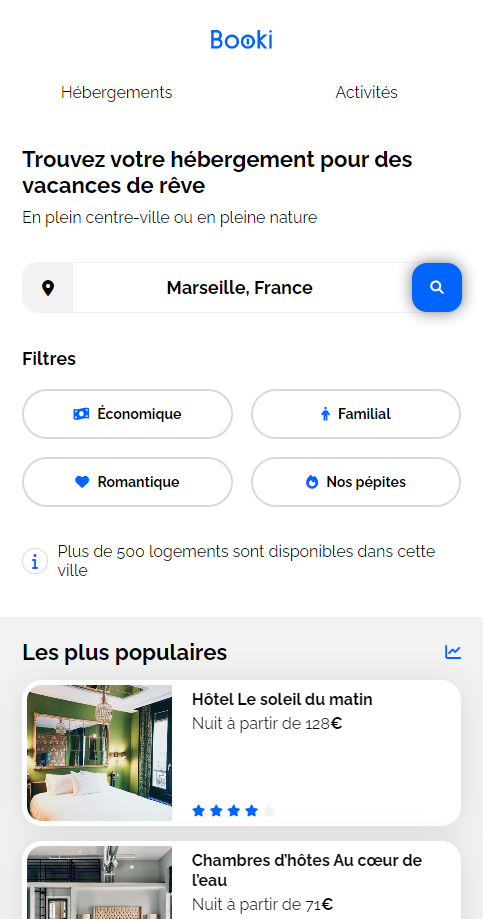 Booki
Hébergements
Activités
Trouvez votre hébergement pour des
vacances de rêve
En plein centre-ville ou en pleine nature
Marseille, France
Filtres
Économique
Familial
Romantique
Nos pépites
Plus de 500 logements sont disponibles dans cette
ville
Les plus populaires
Hôtel Le soleil du matin
Nuit à partir de 128€
Chambres d'hôtes Au cœur de
l'eau
Nuit à partir de 71€